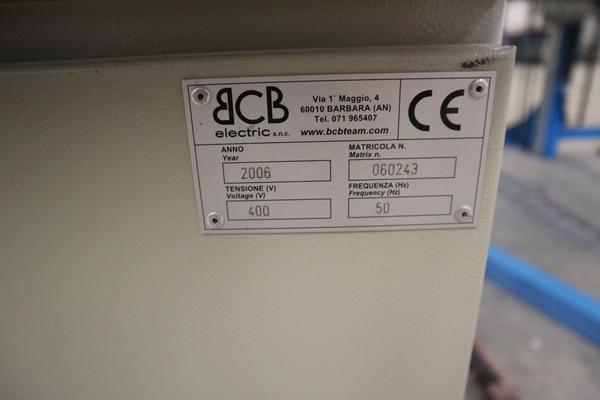 BCB
electric s.n.c.
Via 1° Maggio, 4
60010 BARBARA (AN)
Tel. 071 965407
www.bcbteam.com
CE
ANNO
Year
2006
MATRICOLA N.
Matrix n.
060243
TENSIONE (V)
Voltage (V)
400
FREQUENZA (Hz)
Frequency (Hz)
50